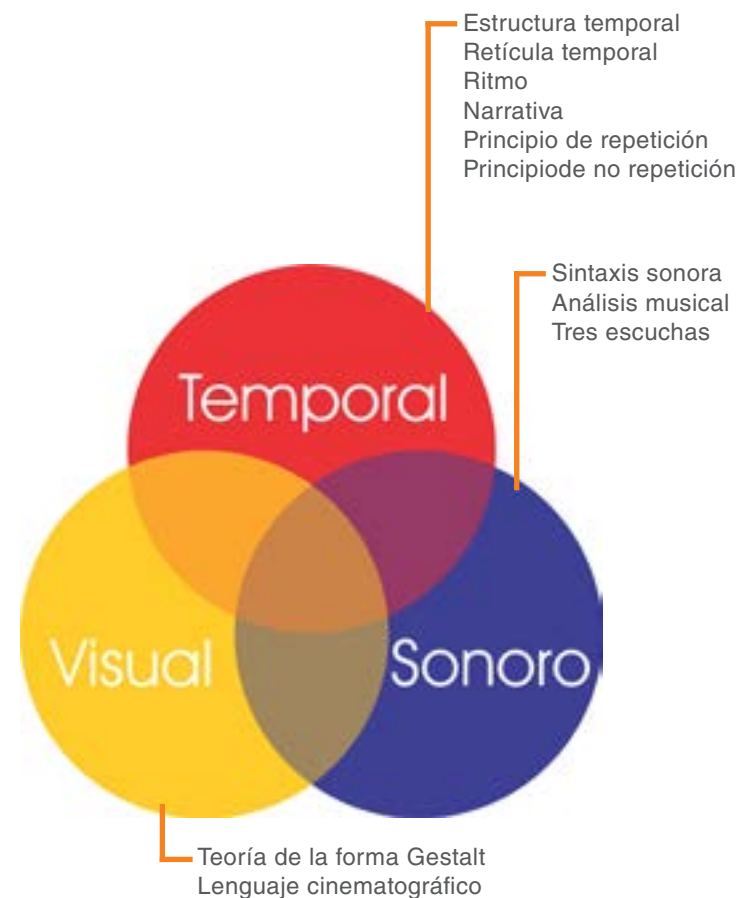 Estructura temporal
Retícula temporal
Ritmo
Narrativa
Principio de repetición
Principiode no repetición
Sintaxis sonora
Análisis musical
Tres escuchas
Temporal
Visual
Sonoro
Teoría de la forma Gestalt
Lenguaje cinematográfico